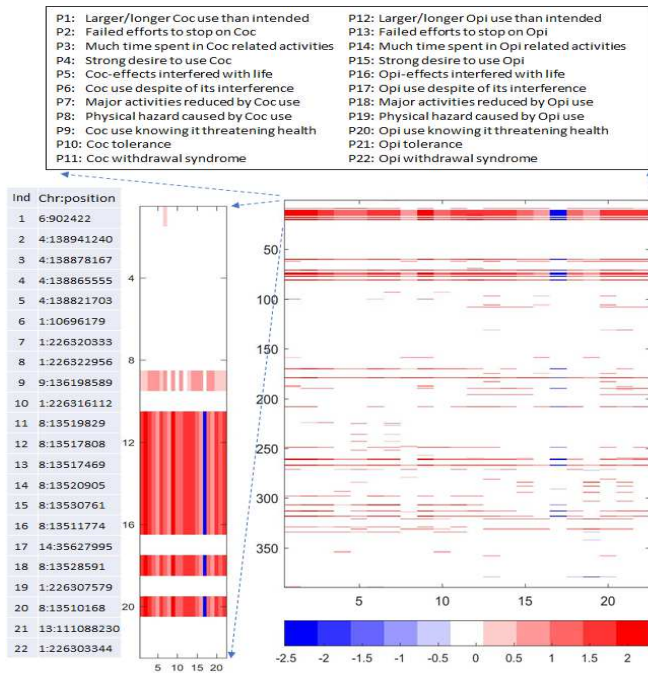 P1: Larger/longer Coc use than intended
P2: Failed efforts to stop on Coc
P3: Much time spent in Coc related activities
P4: Strong desire to use Coc
P5: Coc-effects interfered with life
P6: Coc use despite of its interference
P7: Major activities reduced by Coc use
P8: Physical hazard caused by Coc use
P9: Coc use knowing it threatening health
P10: Coc tolerance
P11: Coc withdrawal syndrome
P12: Larger/longer Opi use than intended
P13: Failed efforts to stop on Opi
P14: Much time spent in Opi related activities
P15: Strong desire to use Opi
P16: Opi-effects interfered with life
P17: Opi use despite of its interference
P18: Major activities reduced by Opi use
P19: Physical hazard caused by Opi use
P20: Opi use knowing it threatening health
P21: Opi tolerance
P22: Opi withdrawal syndrome
Ind Chr:position
1 6:902422
2 4:138941240
3 4:138878167
4 4:138865555
5 4:138821703
6 1:10696179
7 1:226320333
8 1:226322956
9 9:136198589
10 1:226316112
11 8:13519829
12 8:13517808
13 8:13517469
14 8:13520905
15 8:13530761
16 8:13511774
17 14:35627995
18 8:13528591
19 1:226307579
20 8:13510168
21 13:111088230
22 1:226303344
5 10 15 20
4
8
12
16
20
5 10 15 20
50
100
150
200
250
300
350
5 10 15 20
-2.5 -2 -1.5 -1 -0.5 0 0.5 1 1.5 2